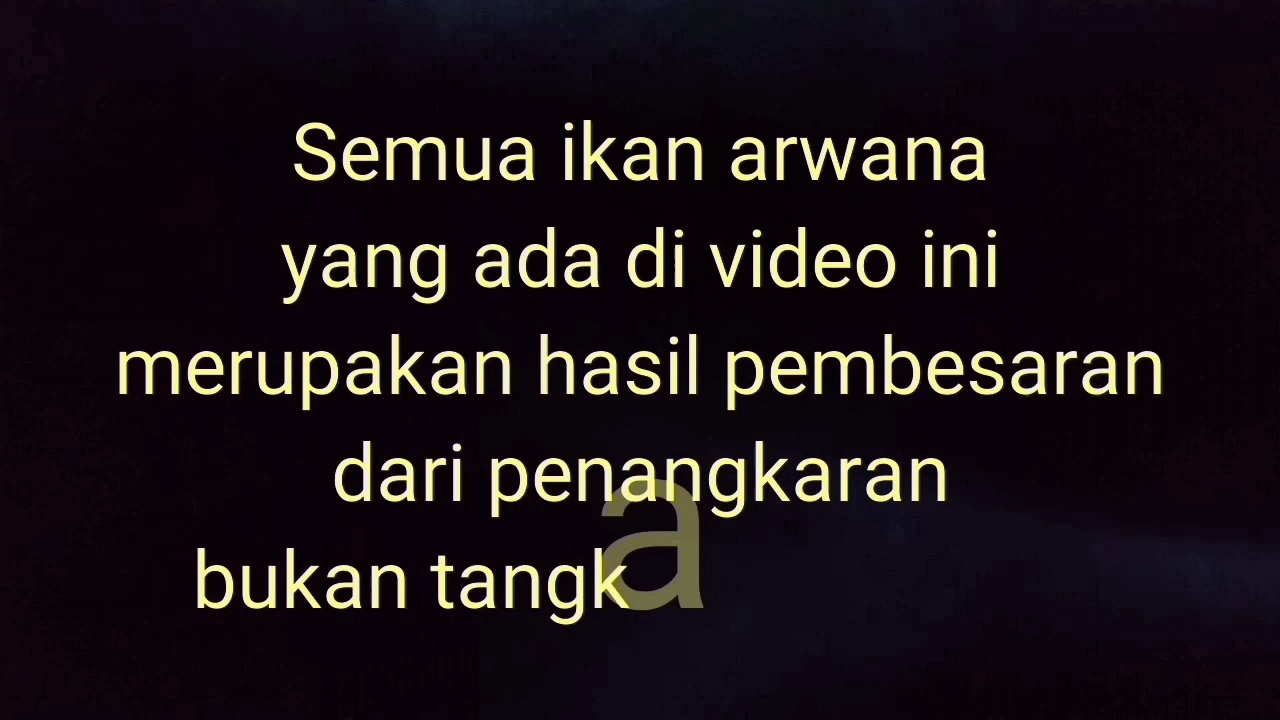 Semua ikan arwana
yang ada di video ini
merupakan hasil pembesaran
dari penangkaran
bukan tangka